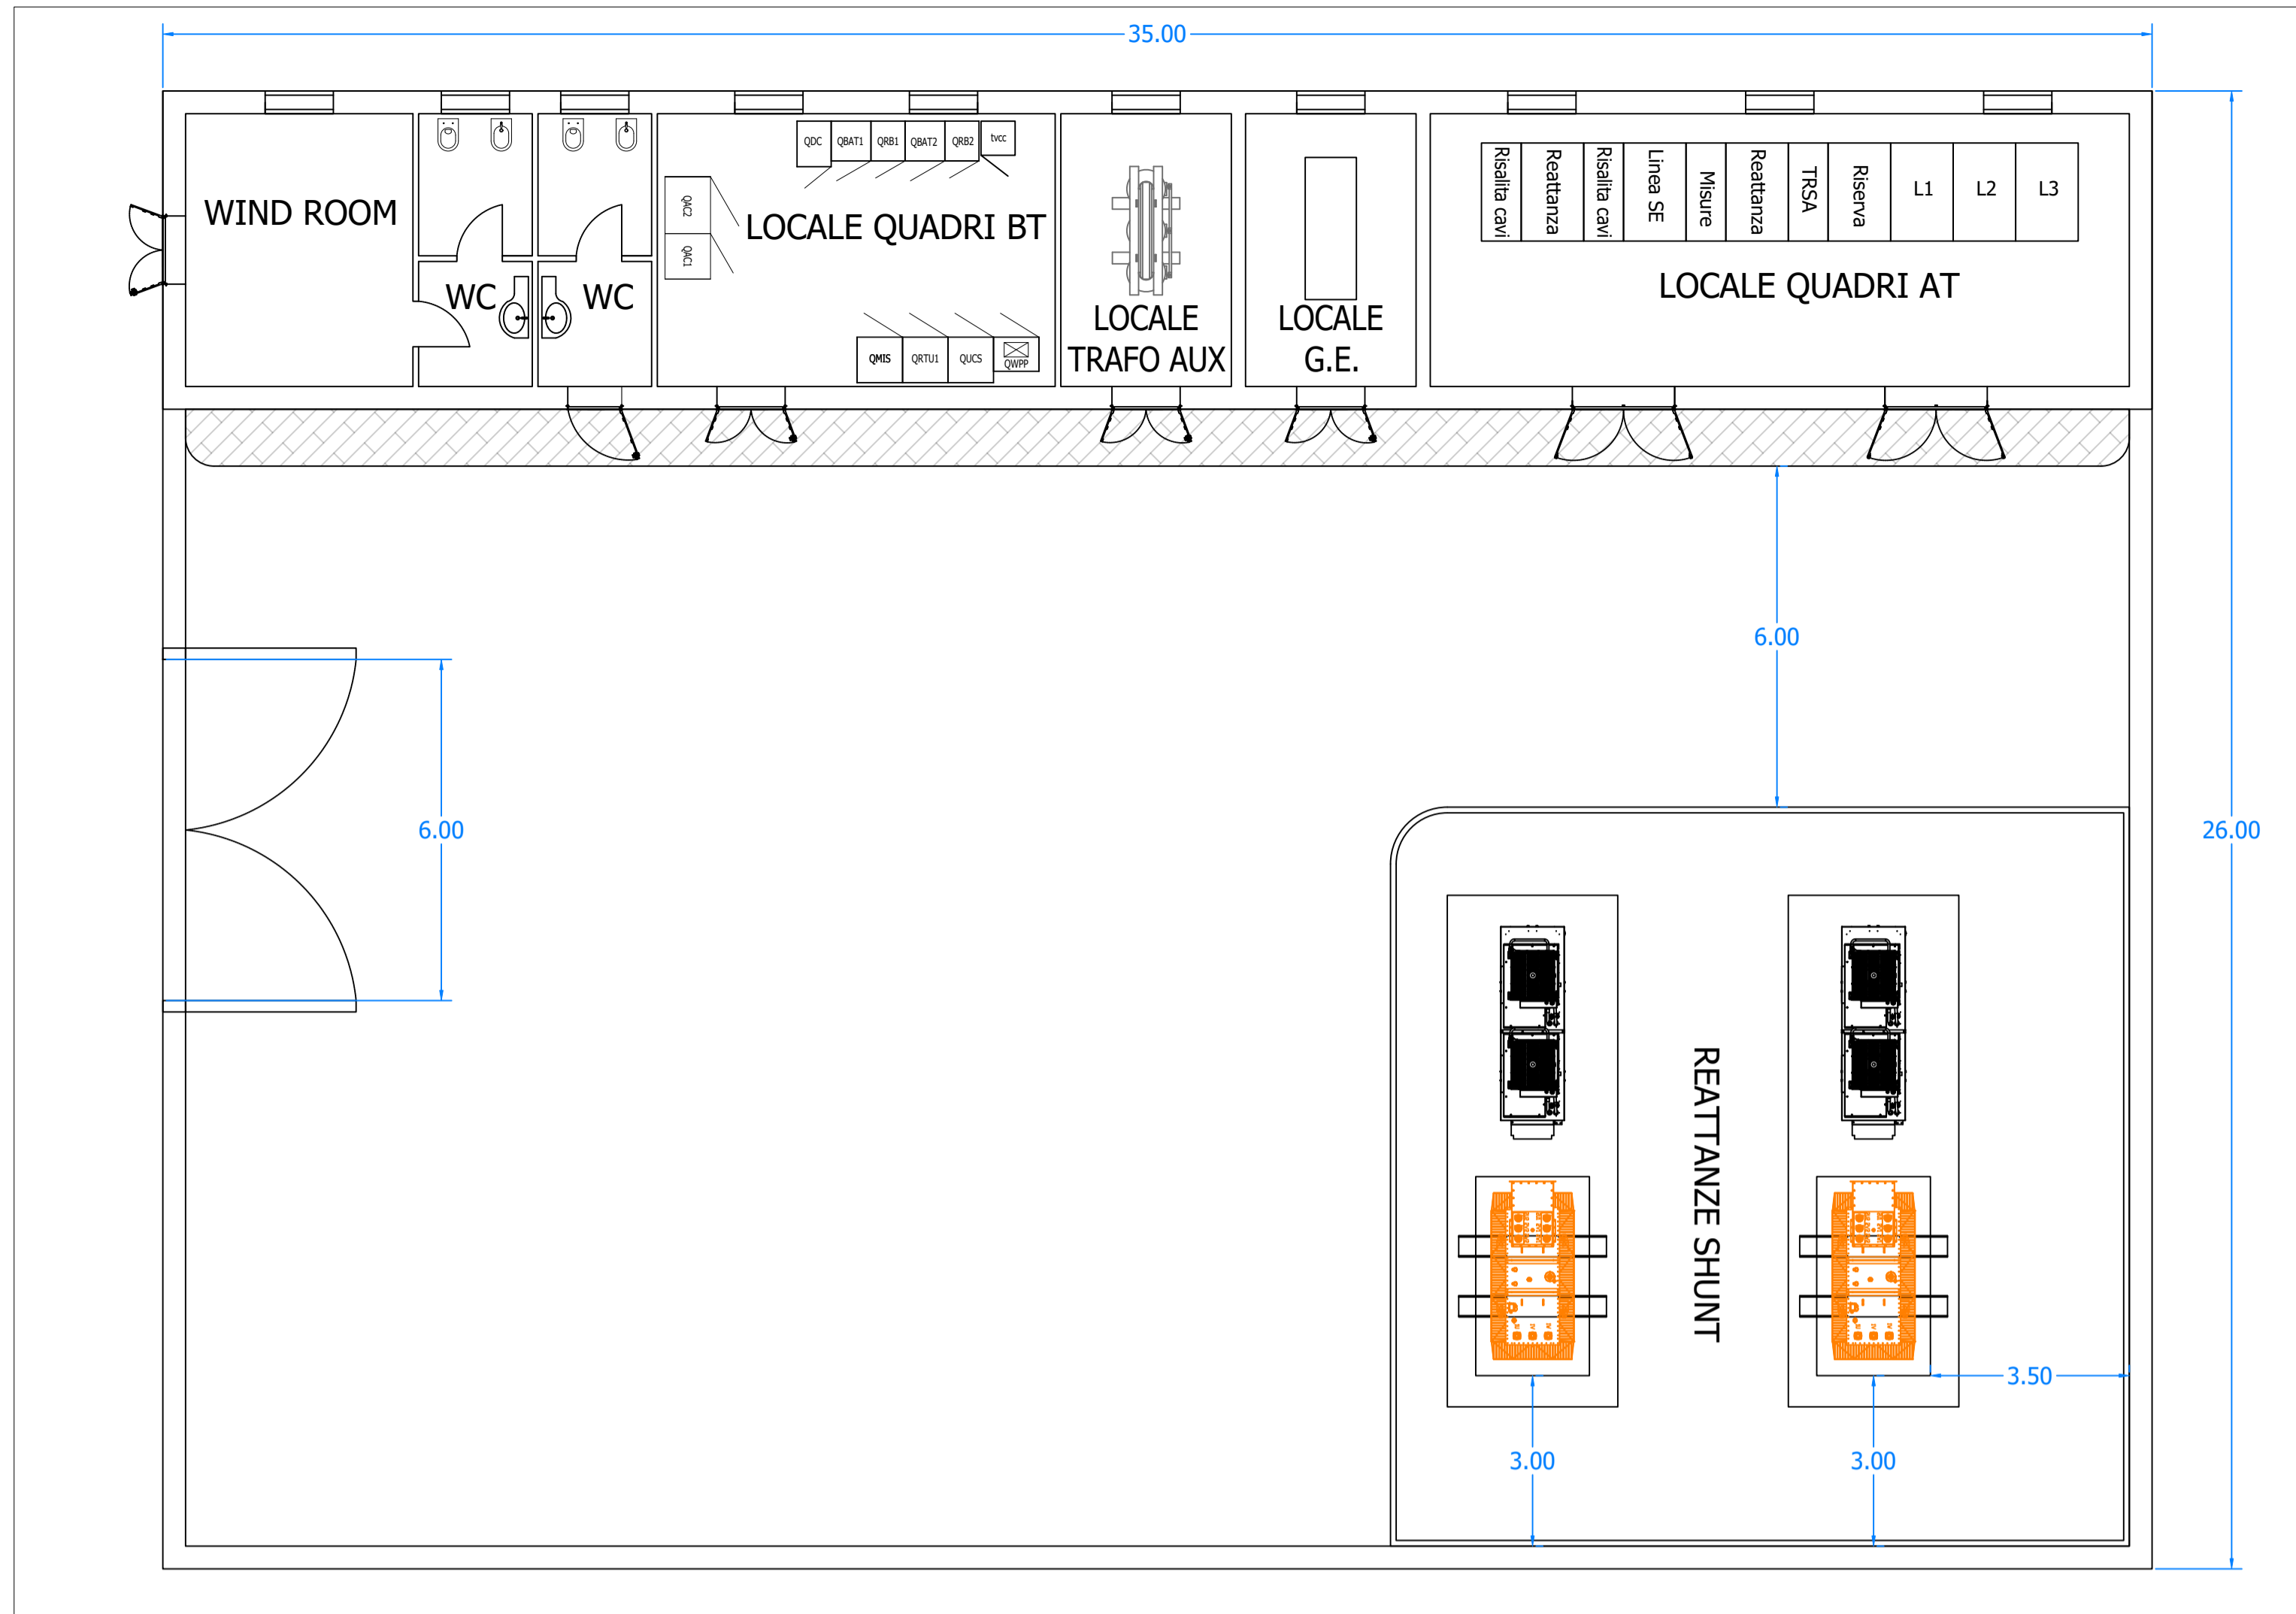 35.00
QDC
QBAT1
QRB1
QBAT2
QRB2
tvcc
Risalita cavi
Reattanza
Risalita cavi
Linea SE
Misure
Reattanza
TRSA
Riserva
L1
L2
L3
WIND ROOM
QAC2
QAC1
LOCALE QUADRI BT
WC
WC
LOCALE QUADRI AT
LOCALE
TRAFO AUX
LOCALE
G.E.
QMIS
QRTU1
QUCS
QWPP
6.00
6.00
26.00
REATTANZE SHUNT
3.50
3.00
3.00